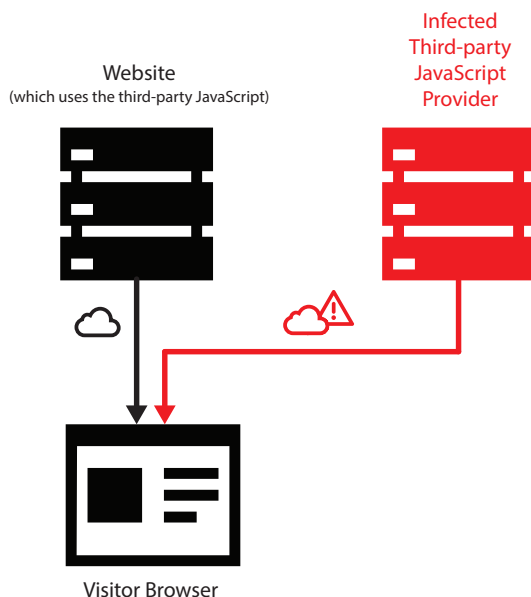 Website
(which uses the third-party JavaScript)
Infected
Third-party
JavaScript
Provider
Visitor Browser